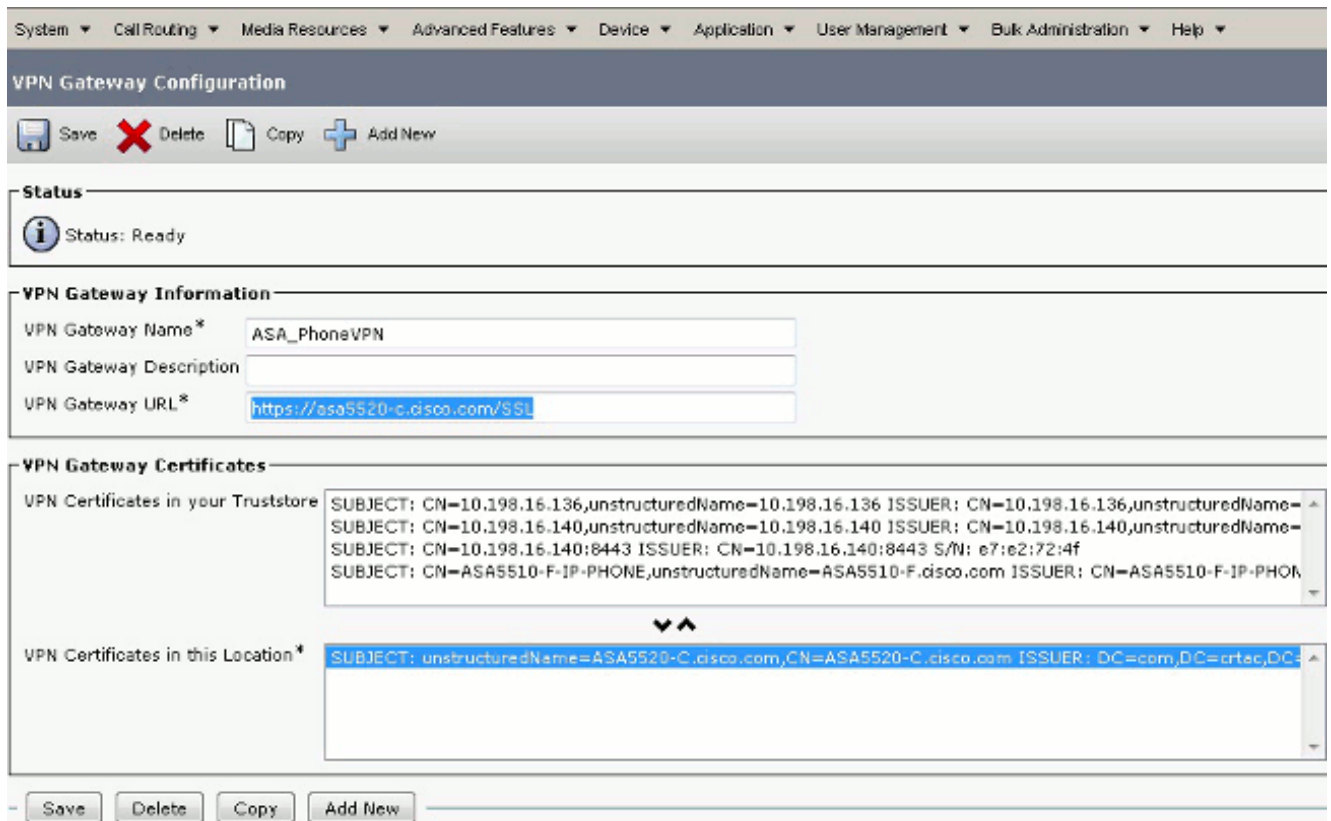 System Call Routing Media Resources Advanced Features Device Application User Management Bulk Administration Help
VPN Gateway Configuration
Save Delete Copy Add New
Status
Status: Ready
VPN Gateway Information
VPN Gateway Name* ASA_PhoneVPN
VPN Gateway Description
VPN Gateway URL* https://asa5520-c.cisco.com/SSL
VPN Gateway Certificates
VPN Certificates in your Truststore SUBJECT: CN=10.198.16.136,unstructuredName=10.198.16.136 ISSUER: CN=10.198.16.136,unstructuredName=
SUBJECT: CN=10.198.16.140,unstructuredName=10.198.16.140 ISSUER: CN=10.198.16.140,unstructuredName=
SUBJECT: CN=10.198.16.140:8443 ISSUER: CN=10.198.16.140:8443 S/N: e7:e2:72:4f
SUBJECT: CN=ASA5510-F-IP-PHONE,unstructuredName=ASA5510-F.cisco.com ISSUER: CN=ASA5510-F-IP-PHON
VPN Certificates in this Location* SUBJECT: unstructuredName=ASA5520-C.cisco.com,CN=ASA5520-C.cisco.com ISSUER: DC=com,DC=crtac,DC=
Save Delete Copy Add New